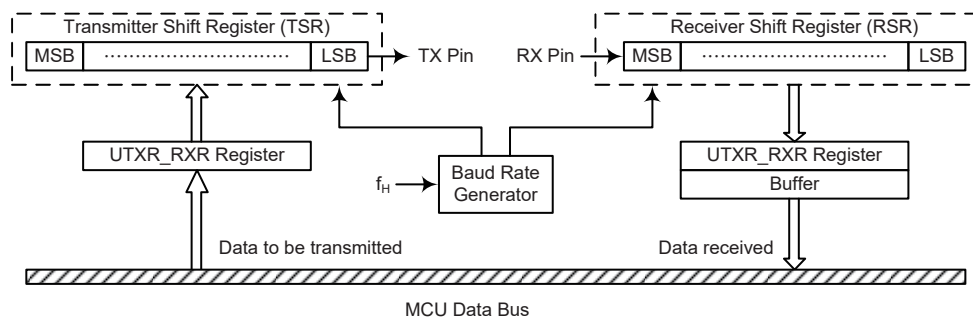 Transmitter Shift Register (TSR)
MSB ………………………… LSB
TX Pin
RX Pin
Receiver Shift Register (RSR)
MSB ………………………… LSB
UTXR_RXR Register
Baud Rate
Generator
fH
UTXR_RXR Register
Buffer
Data to be transmitted
Data received
MCU Data Bus